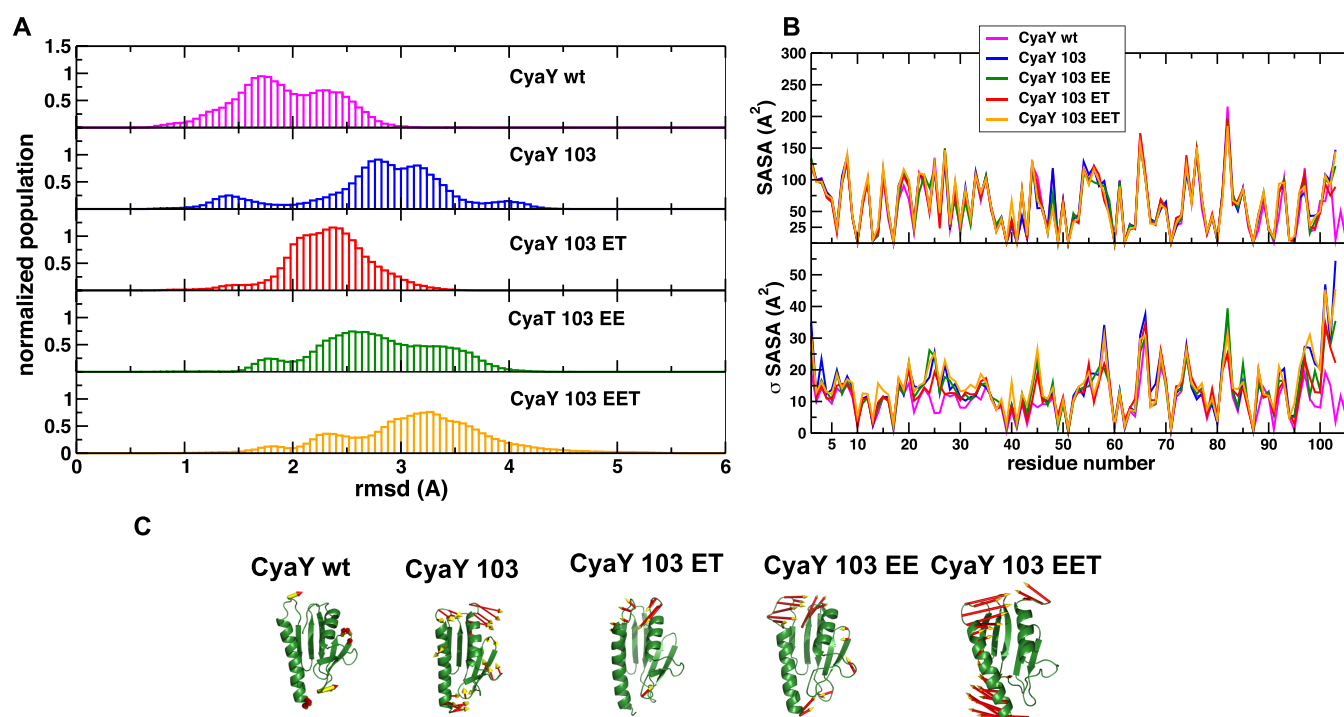 A
normalized population
1.5
1
0.5
CyaY wt
1
0.5
CyaY 103
1
0.5
CyaY 103 ET
1
0.5
CyaT 103 EE
1
0.5
0
CyaY 103 EET
0 1 2 3 4 5 6
rmsd (A)
B
CyaY wt
CyaY 103
CyaY 103 EE
CyaY 103 ET
CyaY 103 EET
SASA (A²)
300
250
200
150
100
50
25
σ SASA (A²)
50
40
30
20
10
0
5 10 20 30 40 50 60 70 80 90 100
residue number
C
CyaY wt
CyaY 103
CyaY 103 ET
CyaY 103 EE
CyaY 103 EET